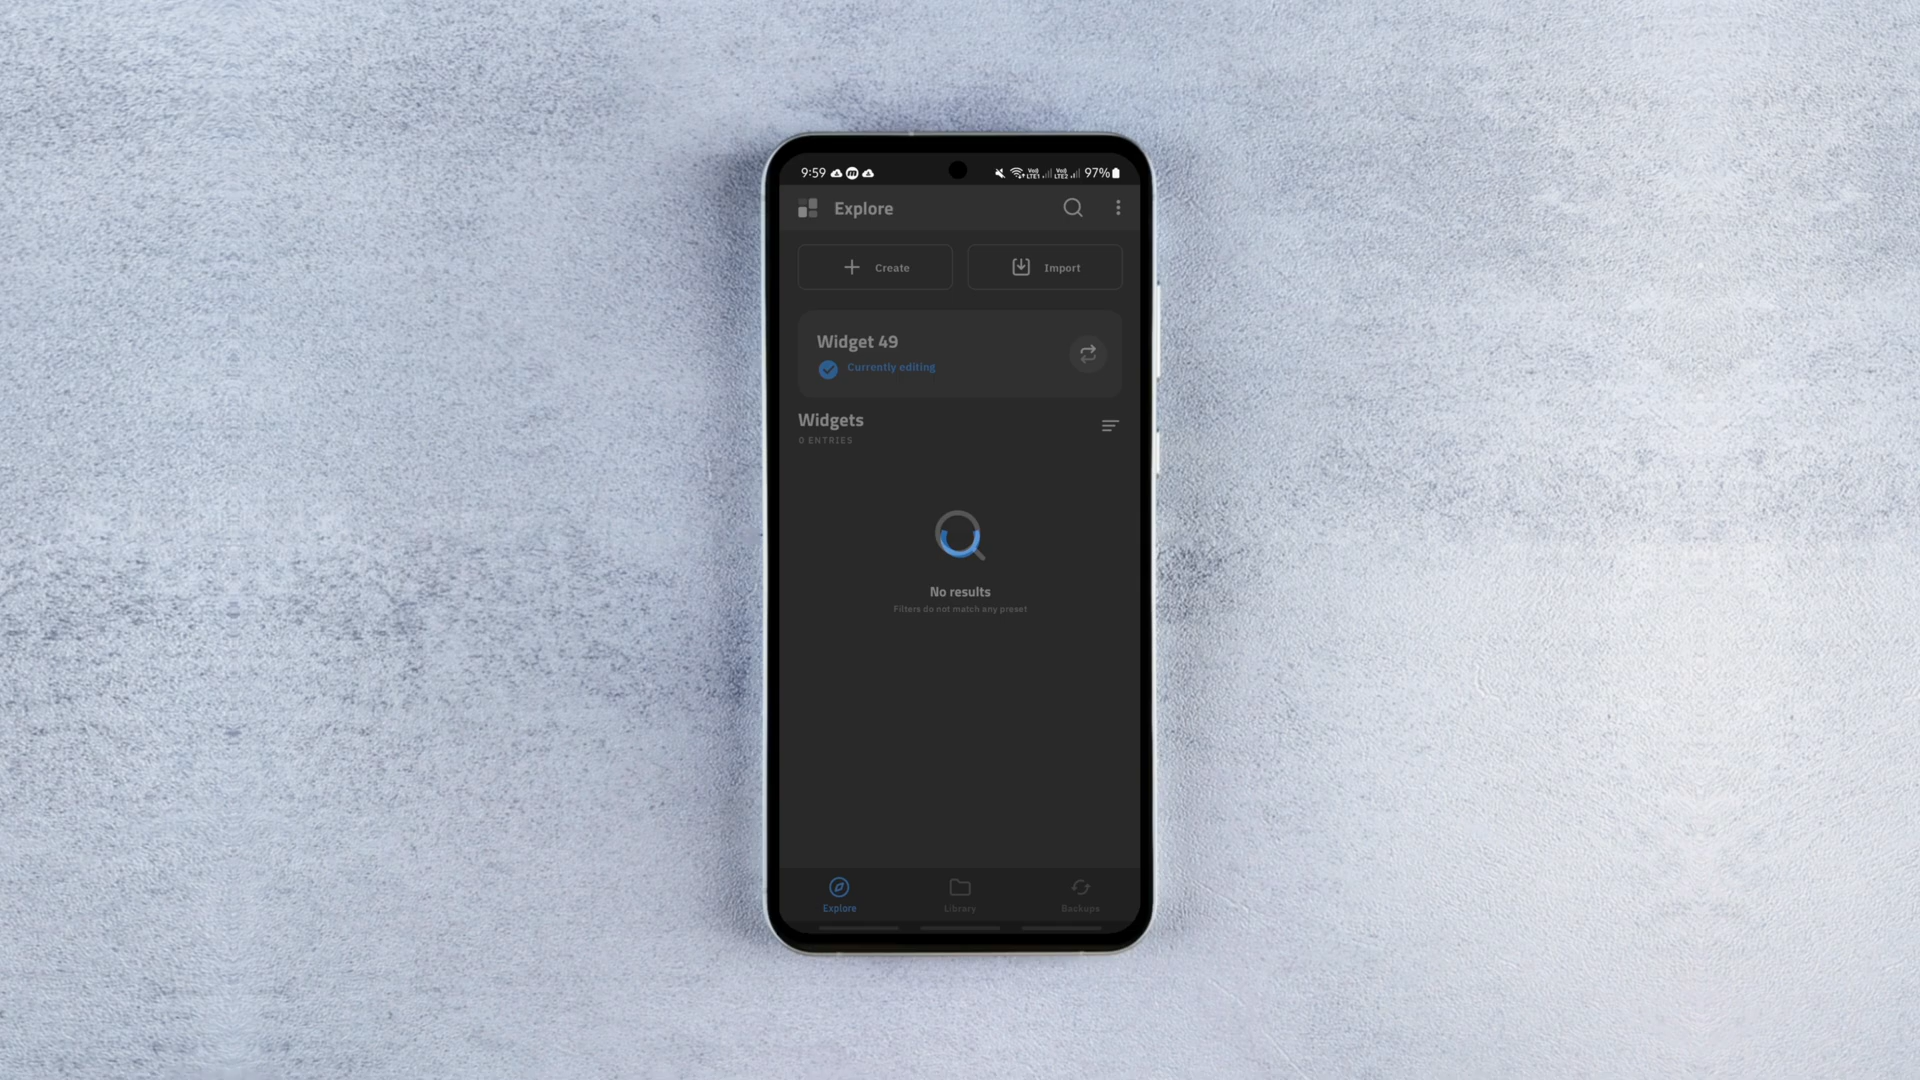 9:59
97%
Explore
Create
Import
Widget 49
Currently editing
Widgets
0 ENTRIES
No results
Filters do not match any preset
Explore
Library
Backups